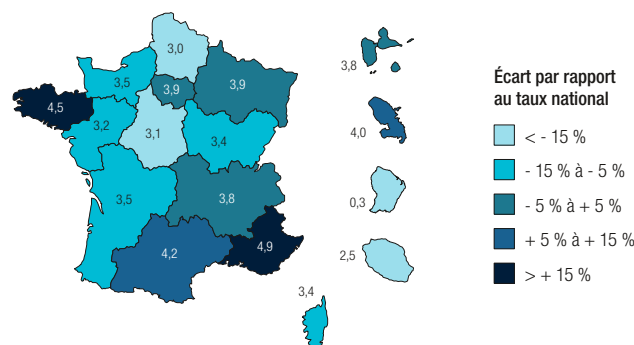 3,0
3,8
3,5
3,9
3,9
4,5
3,2
3,1
3,4
4,0
3,5
3,8
0,3
4,2
4,9
2,5
3,4
Écart par rapport
au taux national
< - 15 %
- 15 % à - 5 %
- 5 % à + 5 %
+ 5 % à + 15 %
> + 15 %